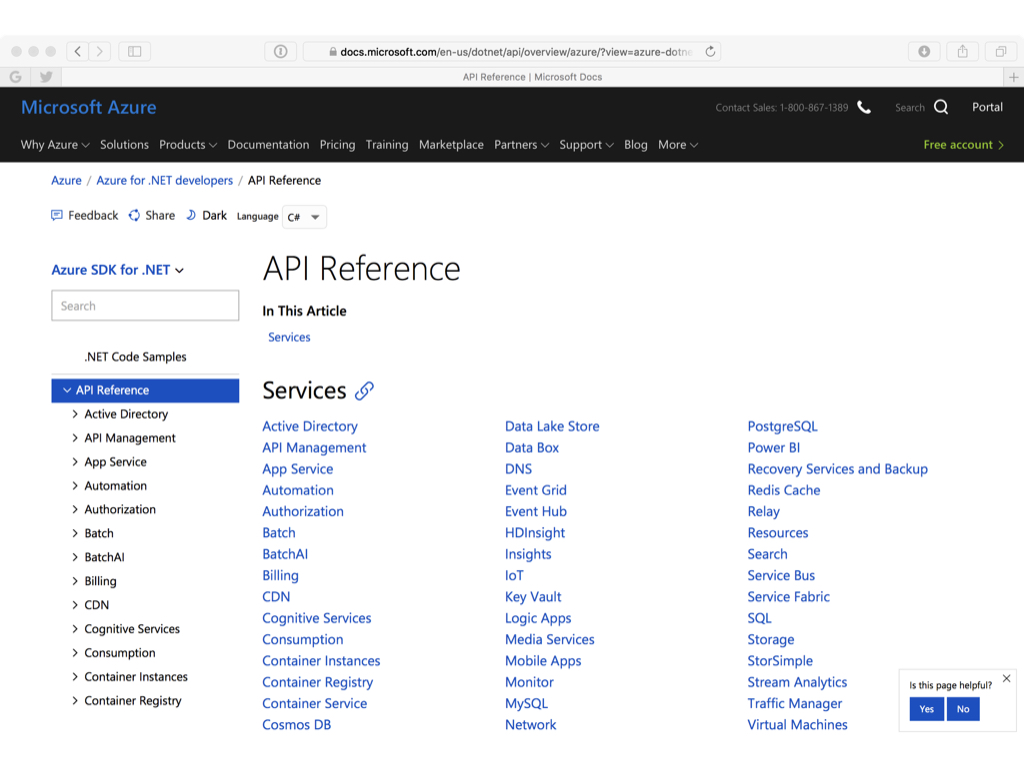 docs.microsoft.com/en-us/dotnet/api/overview/azure/?view=azure-dotne
API Reference | Microsoft Docs
Microsoft Azure
Contact Sales: 1-800-867-1389
Search
Portal
Why Azure Solutions Products Documentation Pricing Training Marketplace Partners Support Blog More
Free account
Azure / Azure for .NET developers / API Reference
Feedback Share Dark Language C#
Azure SDK for .NET
Search
.NET Code Samples
API Reference
Active Directory
API Management
App Service
Automation
Authorization
Batch
BatchAI
Billing
CDN
Cognitive Services
Consumption
Container Instances
Container Registry
API Reference
In This Article
Services
Services
Active Directory
API Management
App Service
Automation
Authorization
Batch
BatchAI
Billing
CDN
Cognitive Services
Consumption
Container Instances
Container Registry
Container Service
Cosmos DB
Data Lake Store
Data Box
DNS
Event Grid
Event Hub
HDInsight
Insights
IoT
Key Vault
Logic Apps
Media Services
Mobile Apps
Monitor
MySQL
Network
PostgreSQL
Power BI
Recovery Services and Backup
Redis Cache
Relay
Resources
Search
Service Bus
Service Fabric
SQL
Storage
StorSimple
Stream Analytics
Traffic Manager
Virtual Machines
Is this page helpful?
Yes No